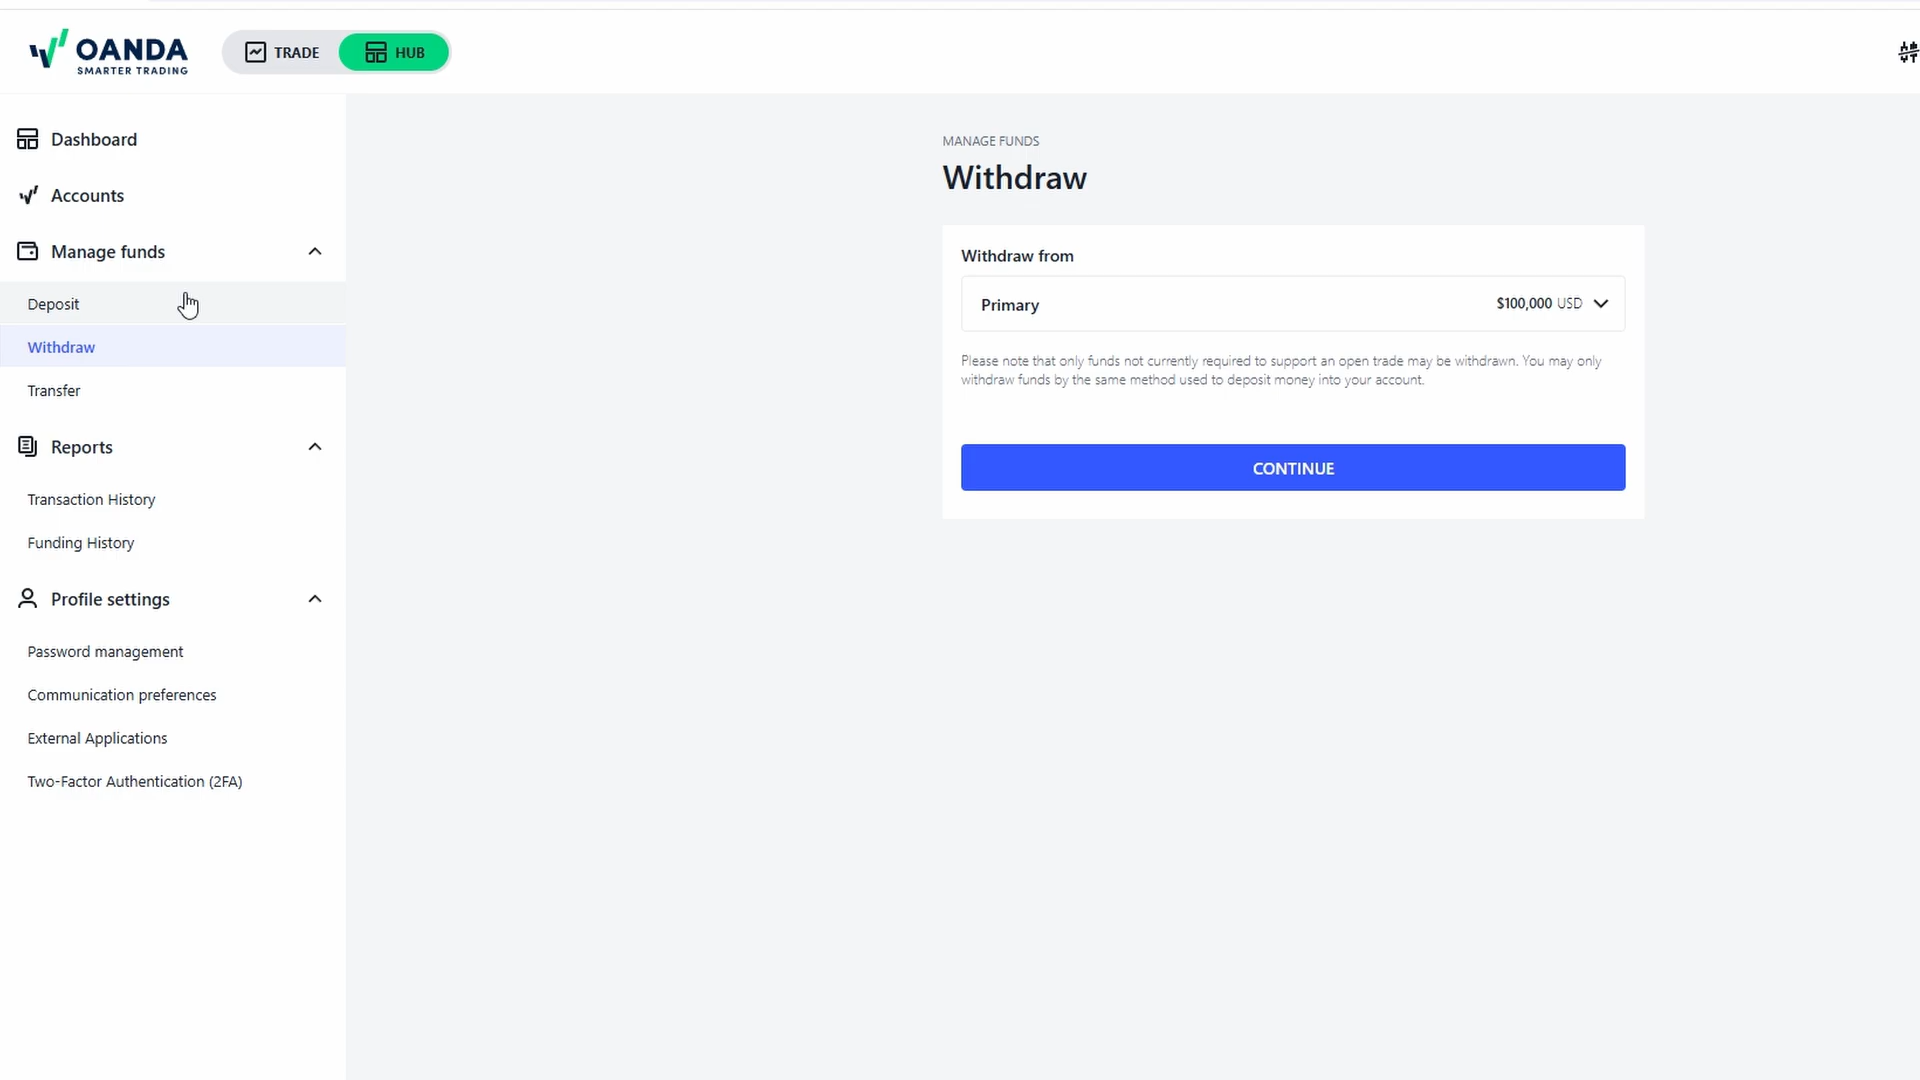 OANDA
SMARTER TRADING
TRADE
HUB
Dashboard
Accounts
Manage funds
Deposit
Withdraw
Transfer
Reports
Transaction History
Funding History
Profile settings
Password management
Communication preferences
External Applications
Two-Factor Authentication (2FA)
MANAGE FUNDS
Withdraw
Withdraw from
Primary $100,000 USD
Please note that only funds not currently required to support an open trade may be withdrawn. You may only
withdraw funds by the same method used to deposit money into your account.
CONTINUE